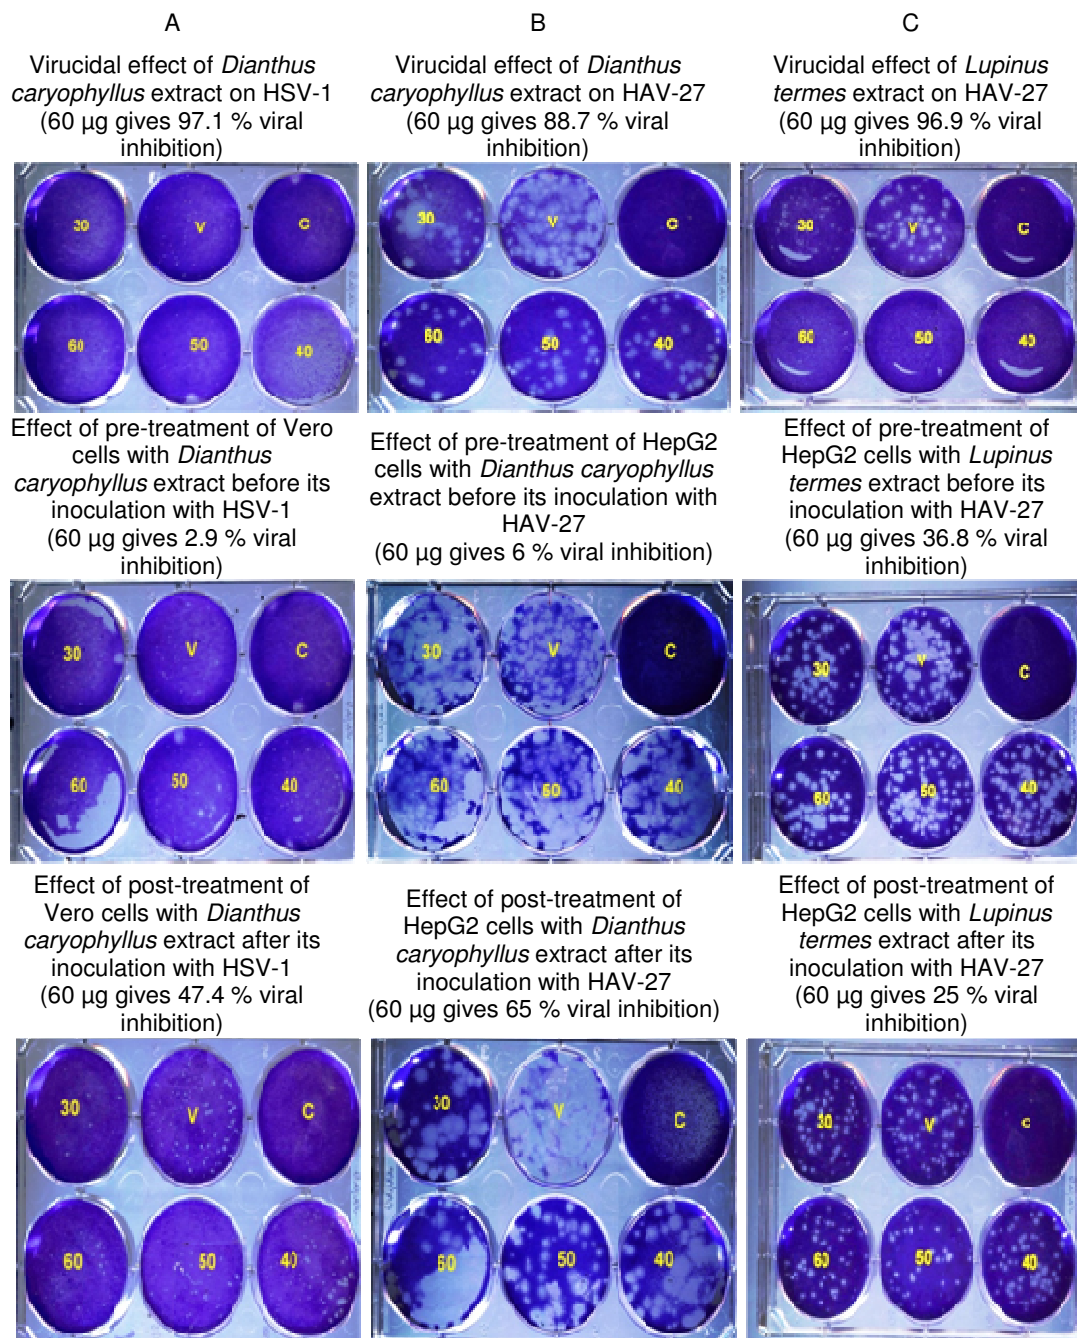 A
Virucidal effect of Dianthus
caryophyllus extract on HSV-1
(60 µg gives 97.1 % viral
inhibition)
B
Virucidal effect of Dianthus
caryophyllus extract on HAV-27
(60 µg gives 88.7 % viral
inhibition)
C
Virucidal effect of Lupinus
termes extract on HAV-27
(60 µg gives 96.9 % viral
inhibition)
30 V C
60 50 40
30 V C
60 50 40
30 V C
60 50 40
Effect of pre-treatment of Vero
cells with Dianthus
caryophyllus extract before its
inoculation with HSV-1
(60 µg gives 2.9 % viral
inhibition)
Effect of pre-treatment of HepG2
cells with Dianthus caryophyllus
extract before its inoculation with
HAV-27
(60 µg gives 6 % viral inhibition)
Effect of pre-treatment of
HepG2 cells with Lupinus
termes extract before its
inoculation with HAV-27
(60 µg gives 36.8 % viral
inhibition)
30 V C
60 50 40
30 V C
60 50 40
30 V C
60 50 40
Effect of post-treatment of
Vero cells with Dianthus
caryophyllus extract after its
inoculation with HSV-1
(60 µg gives 47.4 % viral
inhibition)
Effect of post-treatment of
HepG2 cells with Dianthus
caryophyllus extract after its
inoculation with HAV-27
(60 µg gives 65 % viral inhibition)
Effect of post-treatment of
HepG2 cells with Lupinus
termes extract after its
inoculation with HAV-27
(60 µg gives 25 % viral
inhibition)
30 V C
60 50 40
30 V C
60 50 40
30 V C
60 50 40